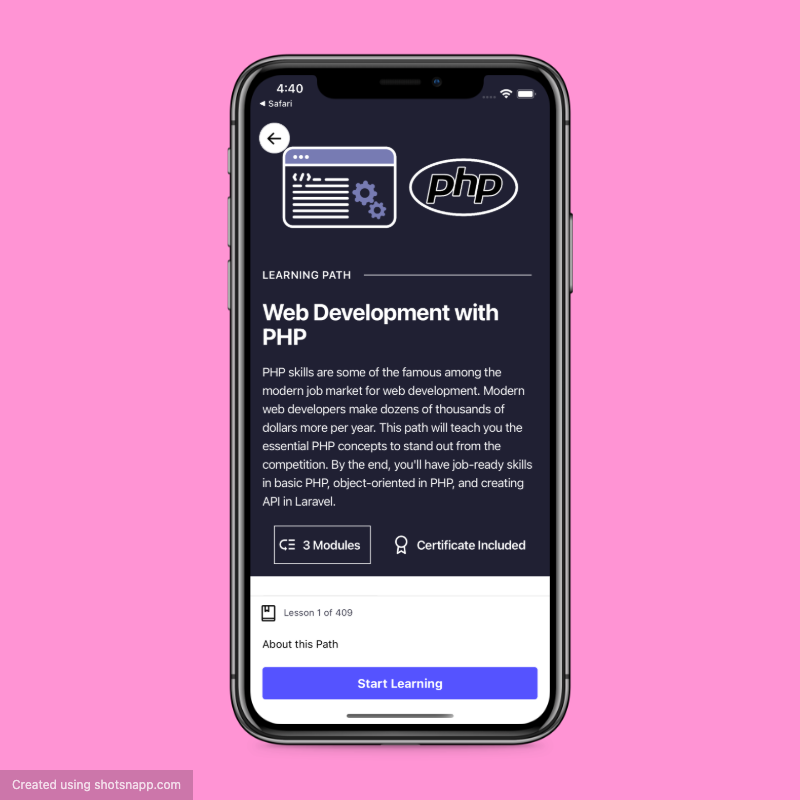 4:40
◀ Safari
</>
php
LEARNING PATH
Web Development with
PHP
PHP skills are some of the famous among the
modern job market for web development. Modern
web developers make dozens of thousands of
dollars more per year. This path will teach you the
essential PHP concepts to stand out from the
competition. By the end, you'll have job-ready skills
in basic PHP, object-oriented in PHP, and creating
API in Laravel.
3 Modules
Certificate Included
Lesson 1 of 409
About this Path
Start Learning
Created using shotsnapp.com